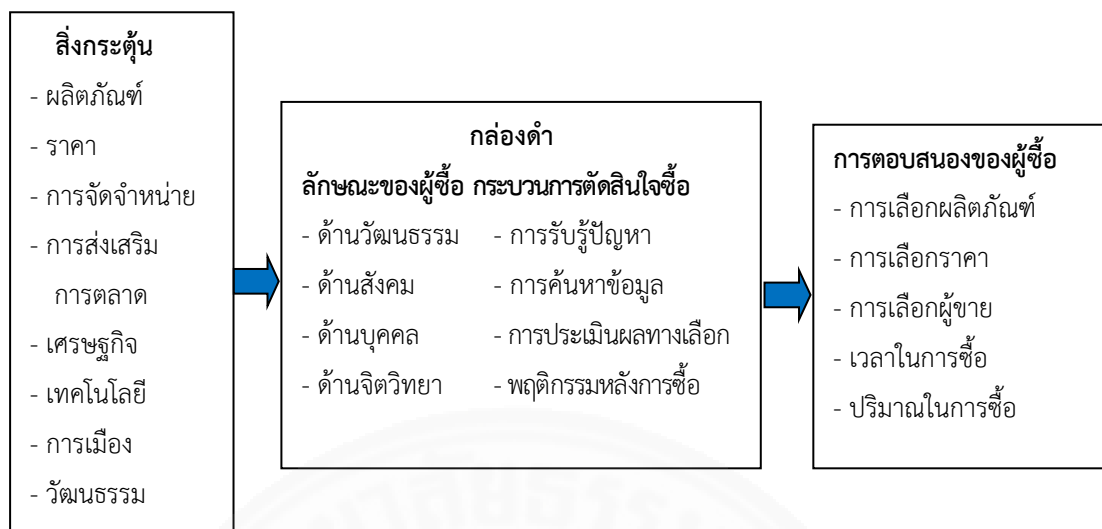 สิ่งกระตุ้น
- ผลิตภัณฑ์
- ราคา
- การจัดจำหน่าย
- การส่งเสริม
การตลาด
- เศรษฐกิจ
- เทคโนโลยี
- การเมือง
- วัฒนธรรม
กล่องดำ
ลักษณะของผู้ซื้อ กระบวนการตัดสินใจซื้อ
- ด้านวัฒนธรรม - การรับรู้ปัญหา
- ด้านสังคม - การค้นหาข้อมูล
- ด้านบุคคล - การประเมินผลทางเลือก
- ด้านจิตวิทยา - พฤติกรรมหลังการซื้อ
การตอบสนองของผู้ซื้อ
- การเลือกผลิตภัณฑ์
- การเลือกราคา
- การเลือกผู้ขาย
- เวลาในการซื้อ
- ปริมาณในการซื้อ